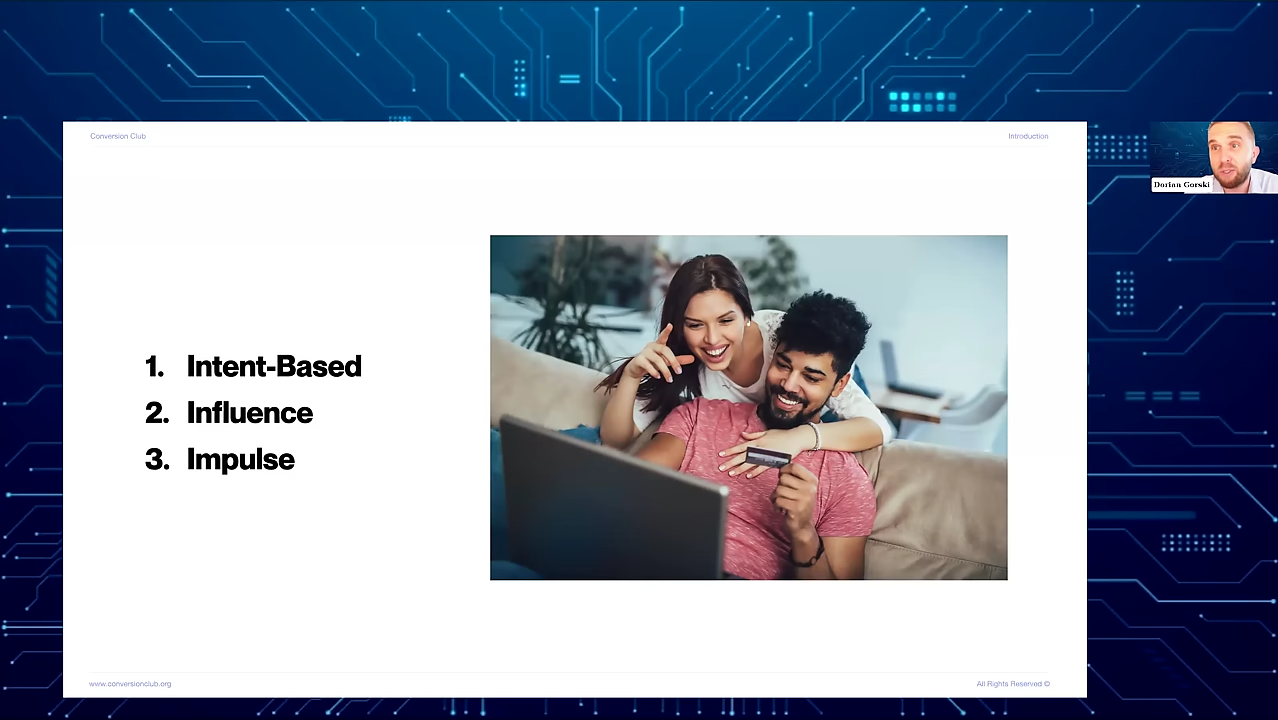 Conversion Club
Introduction
Dorian Gorski
1. Intent-Based
2. Influence
3. Impulse
www.conversionclub.org
All Rights Reserved ©